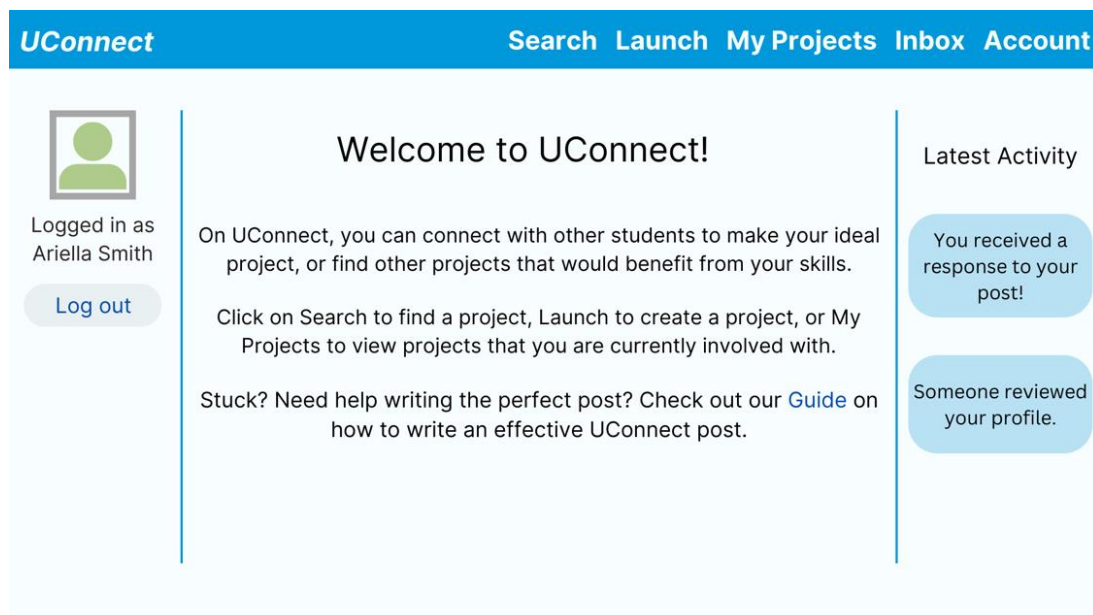 UConnect
Search Launch My Projects Inbox Account
Logged in as
Ariella Smith
Log out
Welcome to UConnect!
On UConnect, you can connect with other students to make your ideal
project, or find other projects that would benefit from your skills.
Click on Search to find a project, Launch to create a project, or My
Projects to view projects that you are currently involved with.
Stuck? Need help writing the perfect post? Check out our Guide on
how to write an effective UConnect post.
Latest Activity
You received a
response to your
post!
Someone reviewed
your profile.